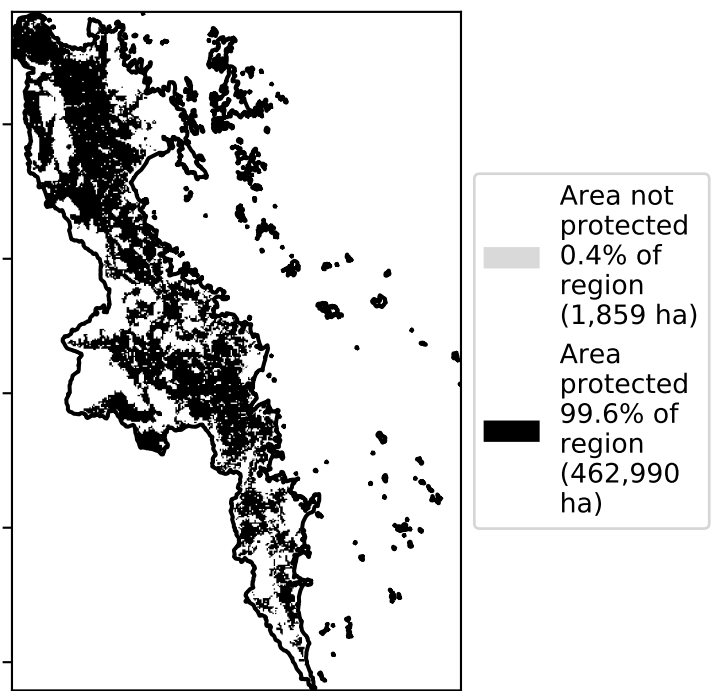 Area not
protected
0.4% of
region
(1,859 ha)
Area
protected
99.6% of
region
(462,990
ha)